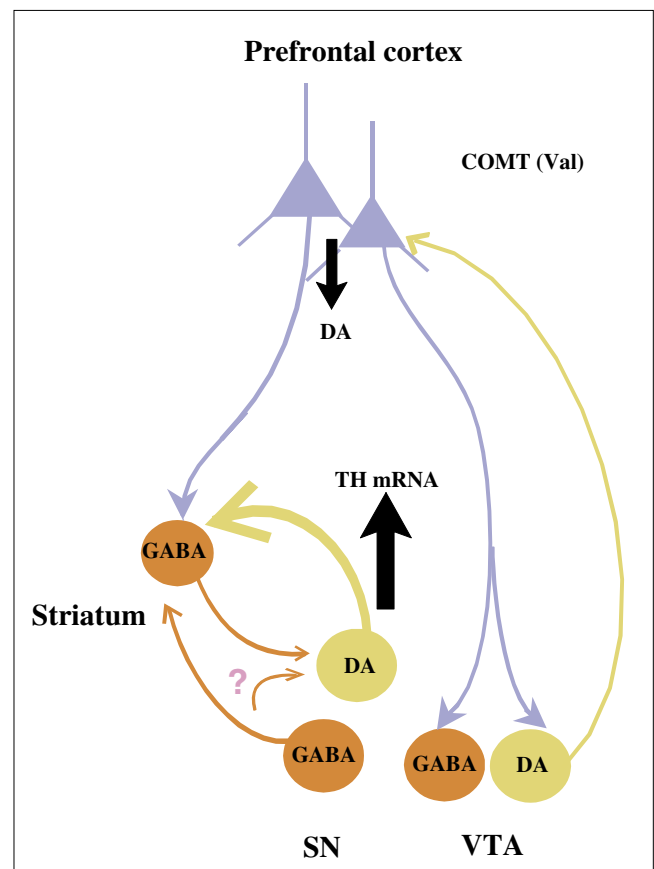 Prefrontal cortex
COMT (Val)
DA
TH mRNA
GABA
Striatum
DA
?
GABA
GABA
DA
SN
VTA